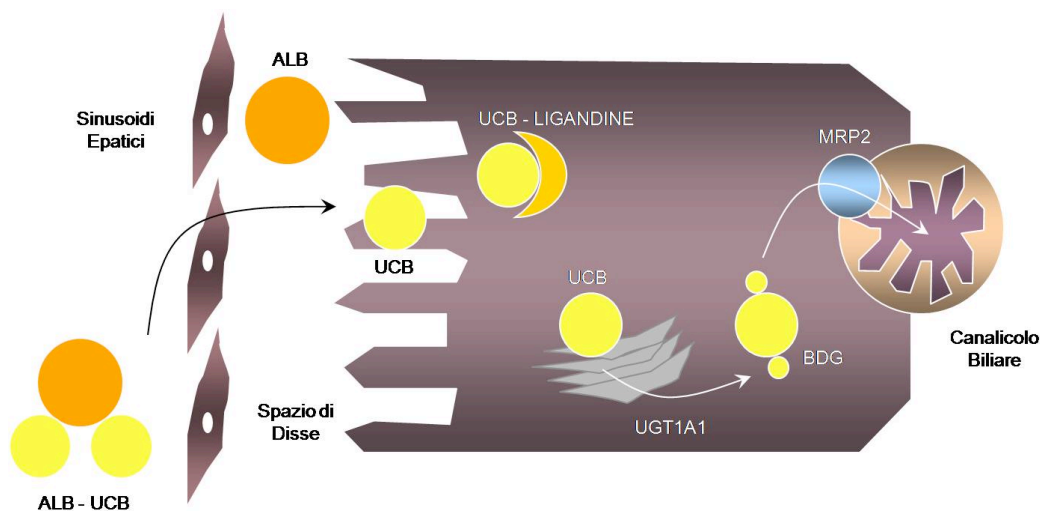 ALB
Sinusoidi
Epatici
UCB - LIGANDINE
MRP2
UCB
UCB
Canalicolo
Biliare
BDG
Spazio di
Disse
UGT1A1
ALB - UCB